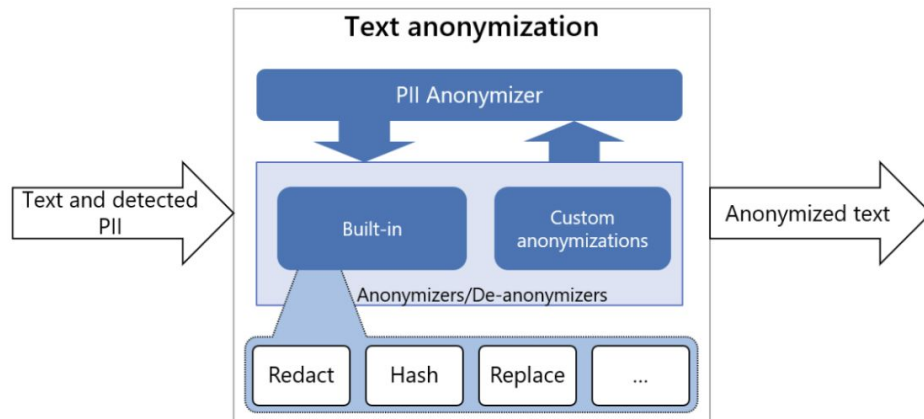 Text anonymization
PII Anonymizer
Text and detected
PII
Built-in
Custom
anonymizations
Anonymized text
Anonymizers/De-anonymizers
Redact
Hash
Replace
...